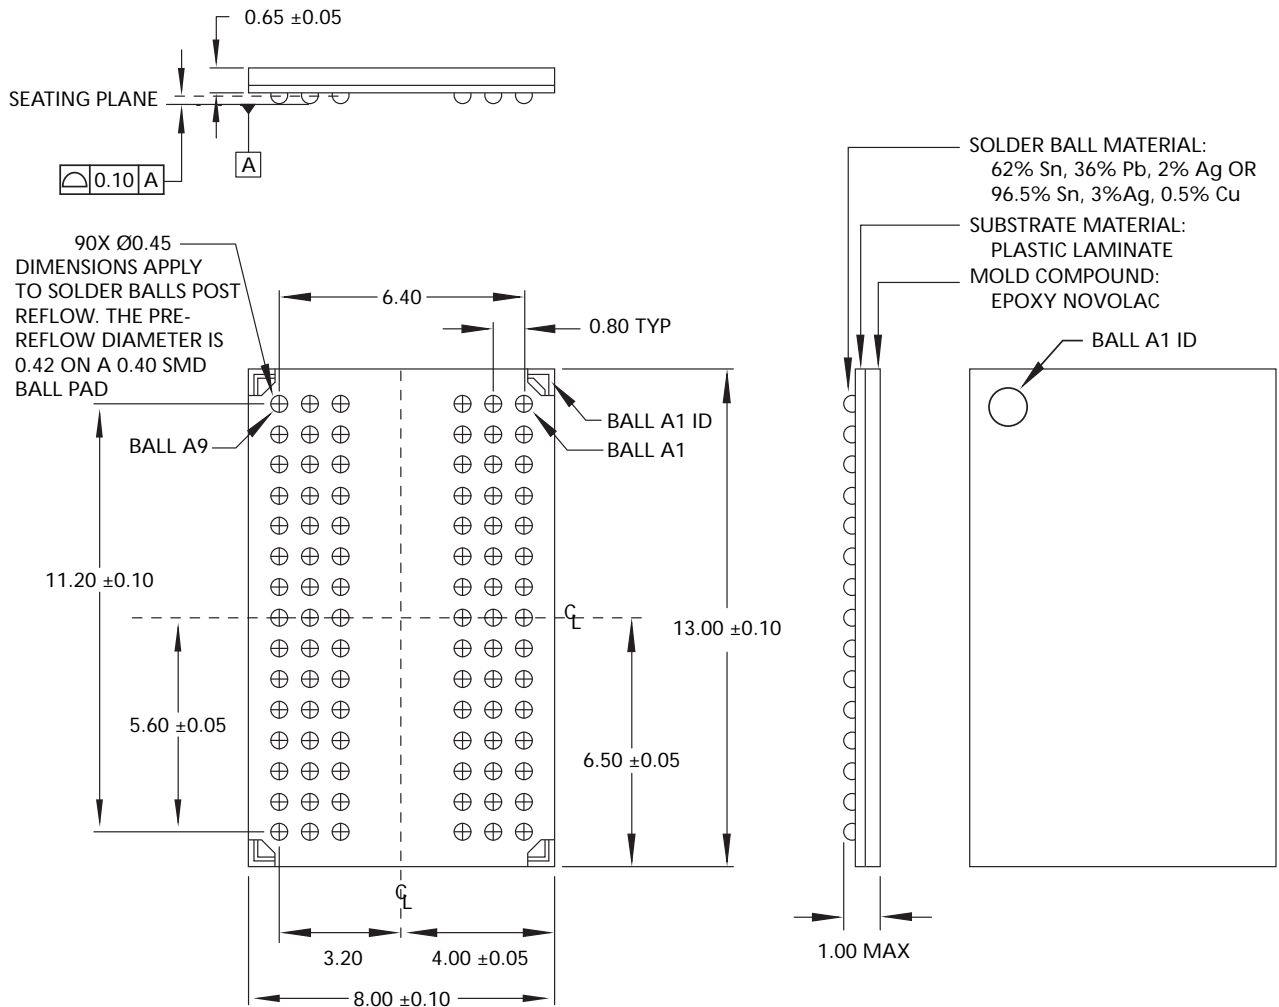 0.65 ±0.05
SEATING PLANE
A
0.10 A
SOLDER BALL MATERIAL:
62% Sn, 36% Pb, 2% Ag OR
96.5% Sn, 3%Ag, 0.5% Cu
SUBSTRATE MATERIAL:
PLASTIC LAMINATE
MOLD COMPOUND:
EPOXY NOVOLAC
90X Ø0.45
DIMENSIONS APPLY
TO SOLDER BALLS POST
REFLOW. THE PRE-
REFLOW DIAMETER IS
0.42 ON A 0.40 SMD
BALL PAD
6.40
0.80 TYP
BALL A1 ID
BALL A9
BALL A1 ID
BALL A1
11.20 ±0.10
CL
13.00 ±0.10
5.60 ±0.05
6.50 ±0.05
CL
3.20
4.00 ±0.05
8.00 ±0.10
1.00 MAX